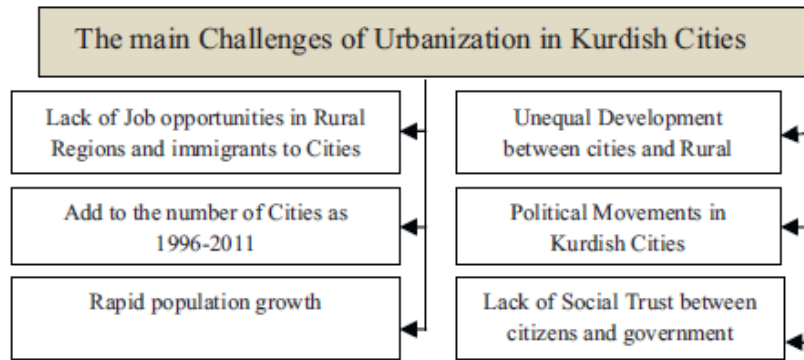 The main Challenges of Urbanization in Kurdish Cities
Lack of Job opportunities in Rural
Regions and immigrants to Cities
Unequal Development
between cities and Rural
Add to the number of Cities as
1996-2011
Political Movements in
Kurdish Cities
Rapid population growth
Lack of Social Trust between
citizens and government